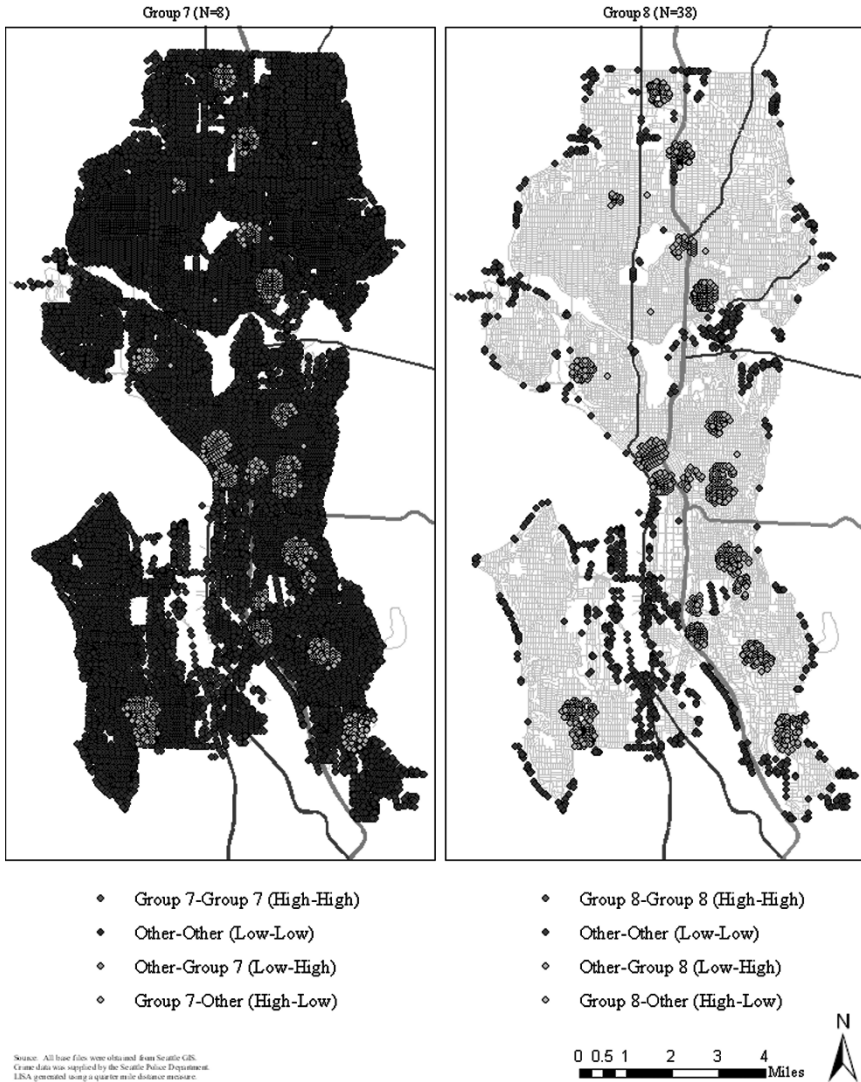 Group 7 (N=8)
Group 8 (N=38)
Group 7-Group 7 (High-High)
Other-Other (Low-Low)
Other-Group 7 (Low-High)
Group 7-Other (High-Low)
Group 8-Group 8 (High-High)
Other-Other (Low-Low)
Other-Group 8 (Low-High)
Group 8-Other (High-Low)
Source. All base files were obtained from Seattle GIS.
Crime data was supplied by the Seattle Police Department.
LISA generated using a quarter mile distance measure.
0 0.5 1 2 3 4
Miles
N